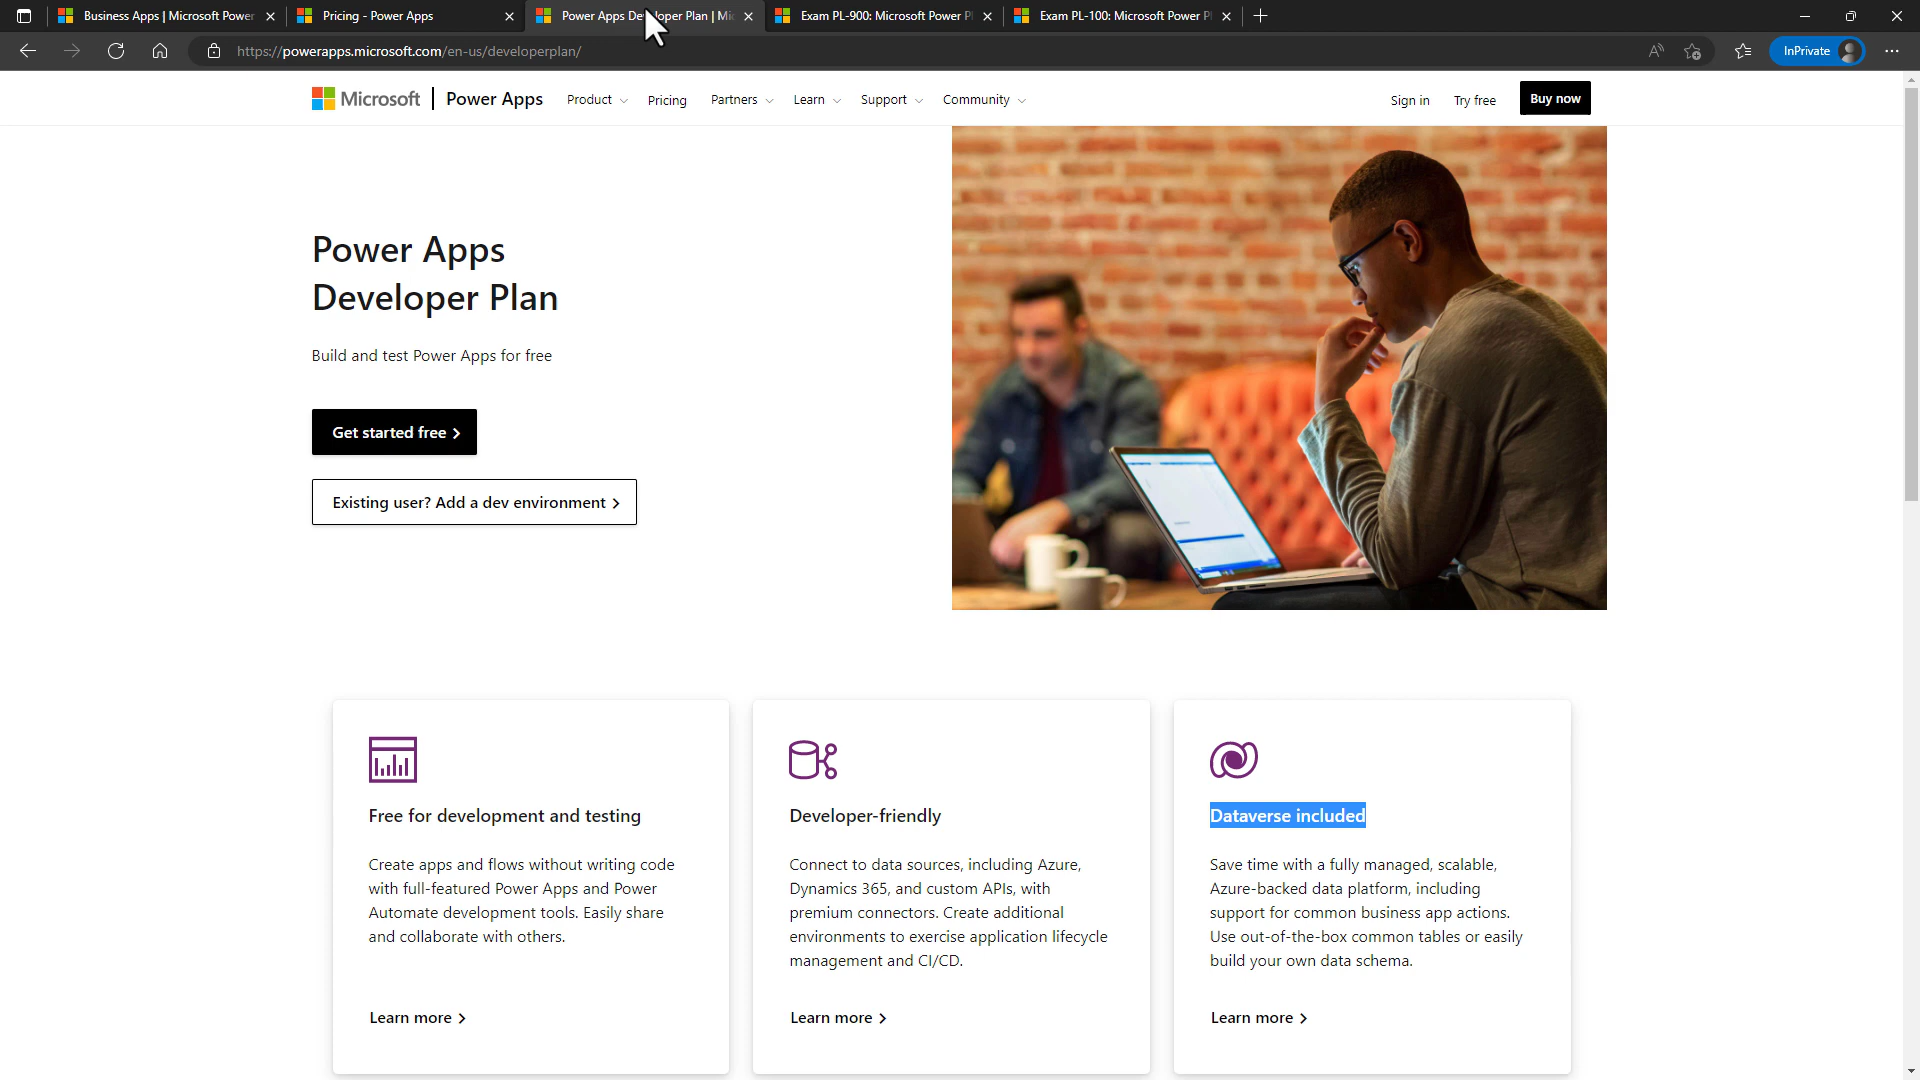 Business Apps | Microsoft Power
Pricing - Power Apps
Power Apps De
loper Plan | Mic
Exam PL-900: Microsoft Power P
Exam PL-100: Microsoft Power P
https://powerapps.microsoft.com/en-us/developerplan/
InPrivate
Microsoft
Power Apps
Product
Pricing
Partners
Learn
Support
Community
Sign in
Try free
Buy now
Power Apps
Developer Plan
Build and test Power Apps for free
Get started free
Existing user? Add a dev environment
Free for development and testing
Create apps and flows without writing code
with full-featured Power Apps and Power
Automate development tools. Easily share
and collaborate with others.
Learn more
Developer-friendly
Connect to data sources, including Azure,
Dynamics 365, and custom APIs, with
premium connectors. Create additional
environments to exercise application lifecycle
management and CI/CD.
Learn more
Dataverse included
Save time with a fully managed, scalable,
Azure-backed data platform, including
support for common business app actions.
Use out-of-the-box common tables or easily
build your own data schema.
Learn more